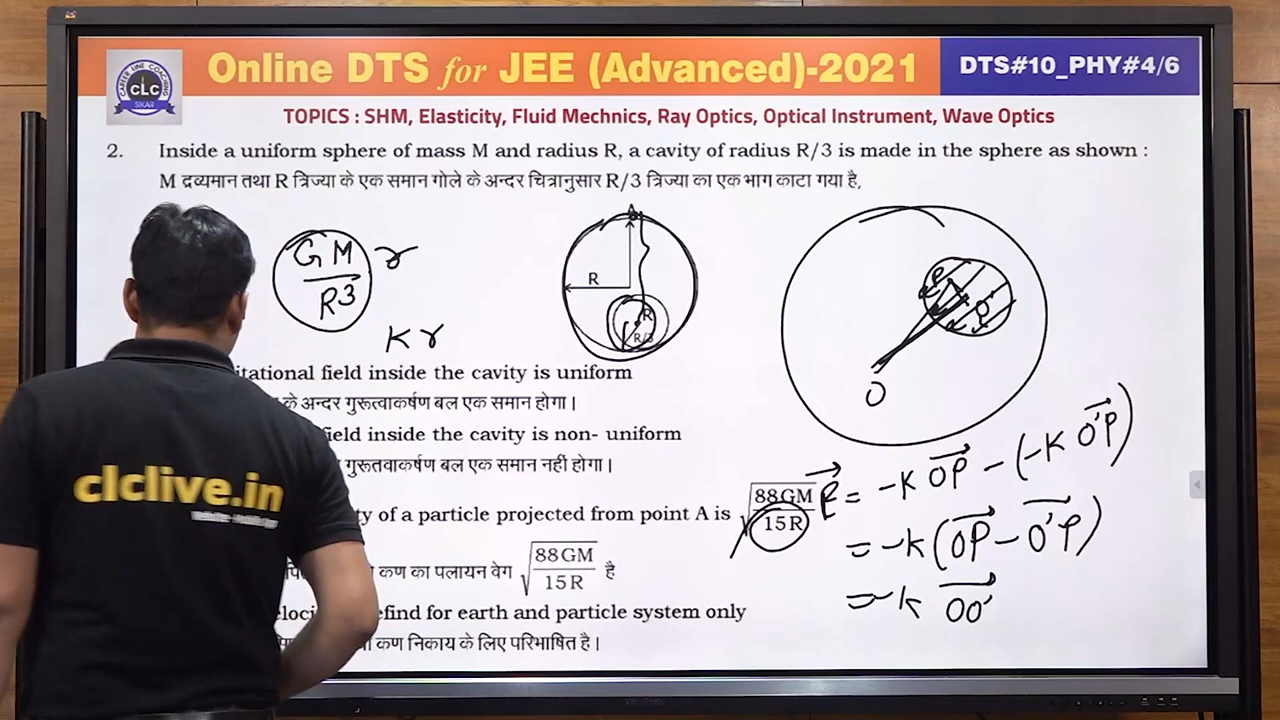 CAREER LINE COACHING
CLC
SIKAR
Online DTS for JEE (Advanced)-2021
DTS#10_PHY#4/6
TOPICS : SHM, Elasticity, Fluid Mechnics, Ray Optics, Optical Instrument, Wave Optics
2. Inside a uniform sphere of mass M and radius R, a cavity of radius R/3 is made in the sphere as shown :
M द्रव्यमान तथा R त्रिज्या के एक समान गोले के अन्दर चित्रानुसार R/3 त्रिज्या का एक भाग काटा गया है,
GM/R³ r
K r
A
R
R
R/3
P
O'
O
itational field inside the cavity is uniform
के अन्दर गुरूत्वाकर्षण बल एक समान होगा।
field inside the cavity is non- uniform
गुरूतवाकर्षण बल एक समान नहीं होगा।
ty of a particle projected from point A is √(88GM/15R)
कण का पलायन वेग √(88GM/15R) है
efind for earth and particle system only
कण निकाय के लिए परिभाषित है।
= -K OP - (-K O'P)
= -K (OP - O'P)
= -K OO'
clclive.in